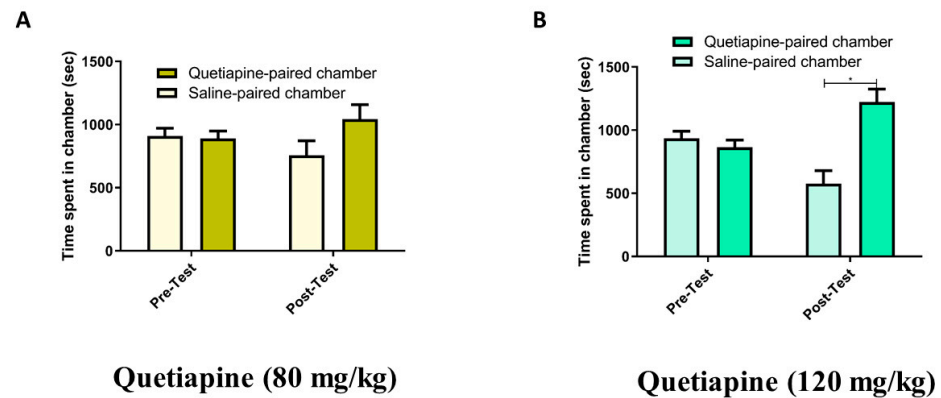 A
Time spent in chamber (sec)
1500
1000
500
0
Quetiapine-paired chamber
Saline-paired chamber
Pre-Test
Post-Test
Quetiapine (80 mg/kg)
B
Time spent in chamber (sec)
1500
1000
500
0
Quetiapine-paired chamber
Saline-paired chamber
*
Pre-Test
Post-Test
Quetiapine (120 mg/kg)